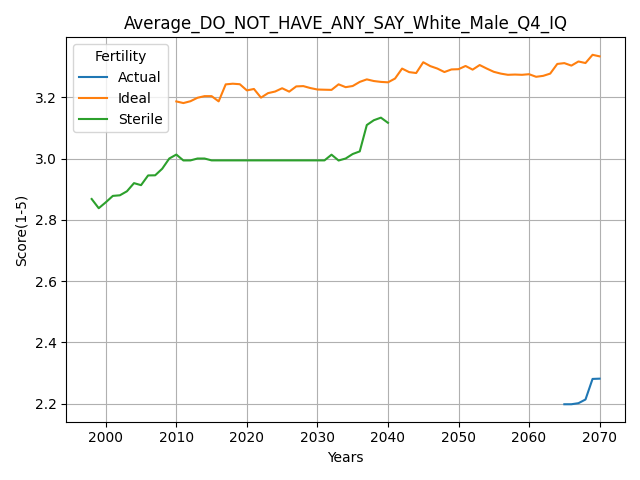 Average_DO_NOT_HAVE_ANY_SAY_White_Male_Q4_IQ
Fertility
Actual
Ideal
Sterile
Score(1-5)
3.2
3.0
2.8
2.6
2.4
2.2
2000 2010 2020 2030 2040 2050 2060 2070
Years